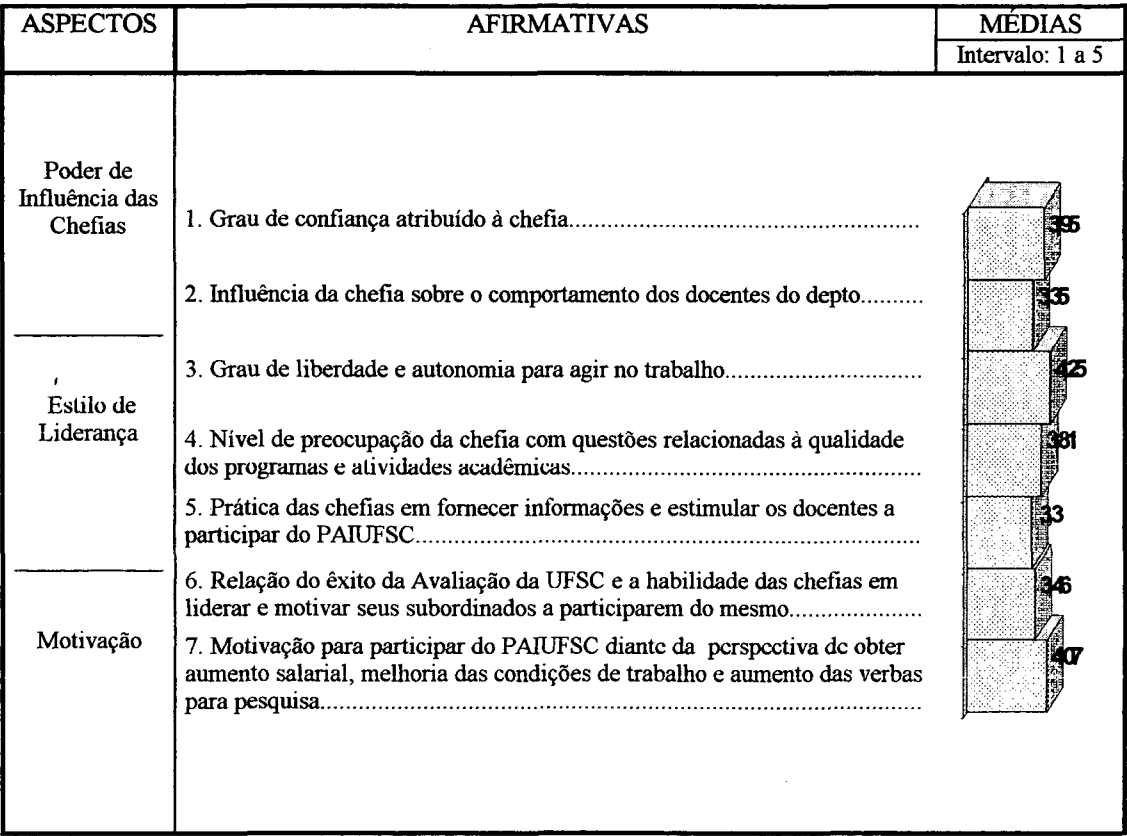 ASPECTOS
AFIRMATIVAS
MÉDIAS
Intervalo: 1 a 5
Poder de
Influência das
Chefias
1. Grau de confiança atribuído à chefia
395
2. Influência da chefia sobre o comportamento dos docentes do depto
335
Estilo de
Liderança
3. Grau de liberdade e autonomia para agir no trabalho
425
4. Nível de preocupação da chefia com questões relacionadas à qualidade
dos programas e atividades acadêmicas
381
5. Prática das chefias em fornecer informações e estimular os docentes a
participar do PAIUFSC
33
Motivação
6. Relação do êxito da Avaliação da UFSC e a habilidade das chefias em
liderar e motivar seus subordinados a participarem do mesmo
346
7. Motivação para participar do PAIUFSC diante da perspectiva de obter
aumento salarial, melhoria das condições de trabalho e aumento das verbas
para pesquisa
407